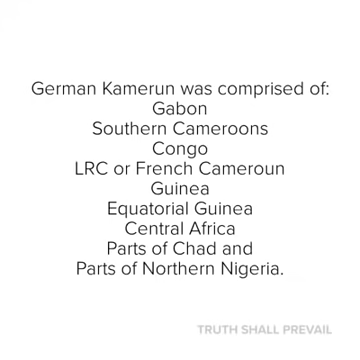 German Kamerun was comprised of:
Gabon
Southern Cameroons
Congo
LRC or French Cameroun
Guinea
Equatorial Guinea
Central Africa
Parts of Chad and
Parts of Northern Nigeria.
TRUTH SHALL PREVAIL